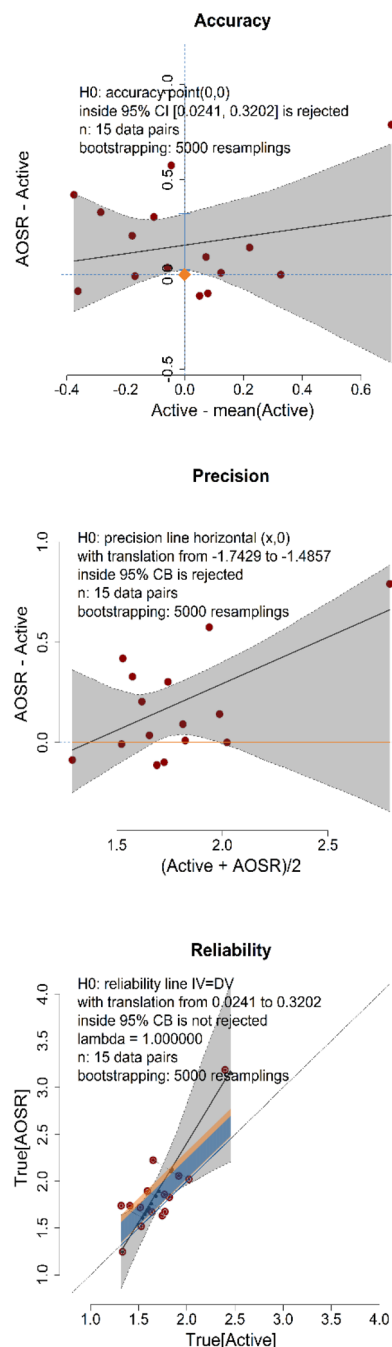 Accuracy
H0: accuracy point(0,0)
inside 95% CI [0.0241, 0.3202] is rejected
n: 15 data pairs
bootstrapping: 5000 resamplings
AOSR - Active
1.0
0.5
0
-0.5
-0.4 -0.2 0.0 0.2 0.4 0.6
Active - mean(Active)
Precision
H0: precision line horizontal (x,0)
with translation from -1.7429 to -1.4857
inside 95% CB is rejected
n: 15 data pairs
bootstrapping: 5000 resamplings
AOSR - Active
1.0
0.5
0.0
1.5 2.0 2.5
(Active + AOSR)/2
Reliability
H0: reliability line IV=DV
with translation from 0.0241 to 0.3202
inside 95% CB is not rejected
lambda = 1.000000
n: 15 data pairs
bootstrapping: 5000 resamplings
True[AOSR]
4.0
3.5
3.0
2.5
2.0
1.5
1.0
1.0 1.5 2.0 2.5 3.0 3.5 4.0
True[Active]